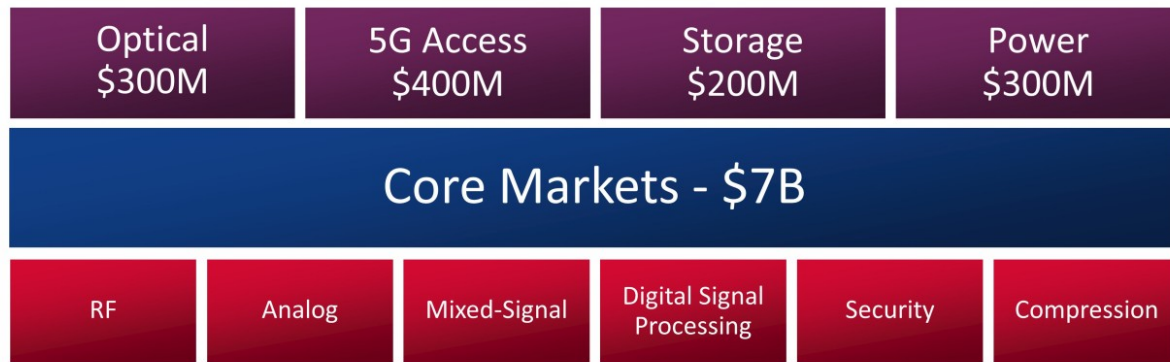 Optical
$300M
5G Access
$400M
Storage
$200M
Power
$300M
Core Markets - $7B
RF
Analog
Mixed-Signal
Digital Signal
Processing
Security
Compression